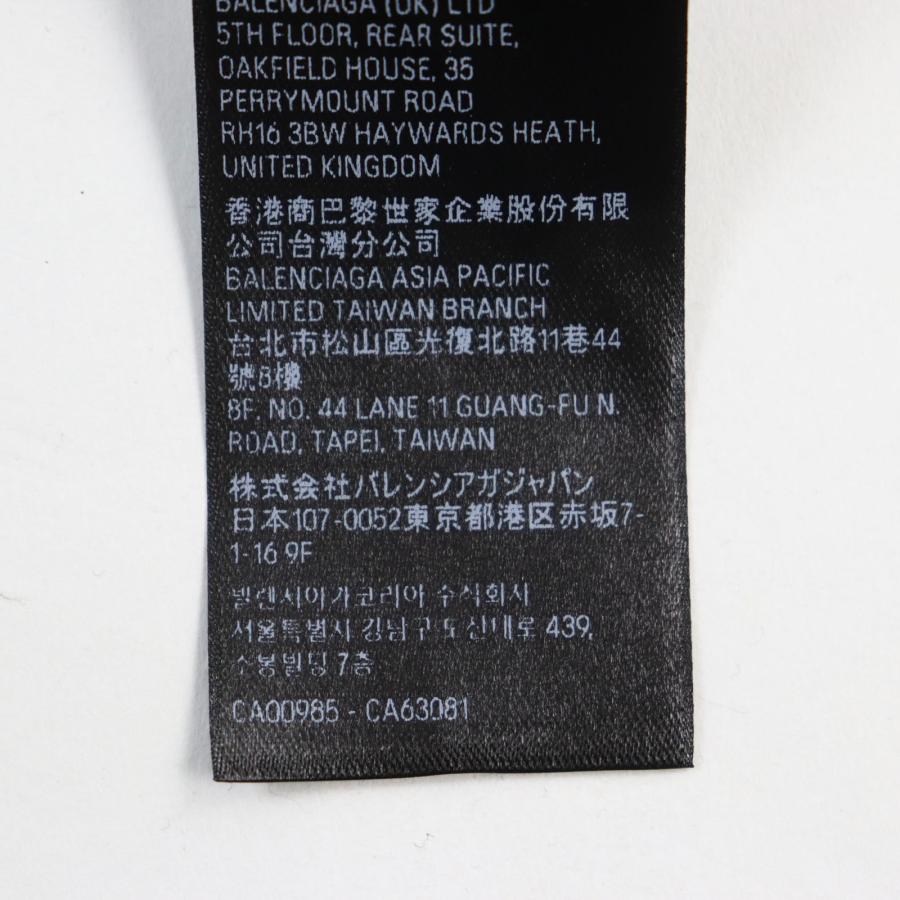 BALENCIAGA (UK) LTD
5TH FLOOR, REAR SUITE,
OAKFIELD HOUSE, 35
PERRYMOUNT ROAD
RH16 3BW HAYWARDS HEATH,
UNITED KINGDOM
香港商巴黎世家企業股份有限
公司台灣分公司
BALENCIAGA ASIA PACIFIC
LIMITED TAIWAN BRANCH
台北市松山區光復北路11巷44
號8樓
8F. NO. 44 LANE 11 GUANG-FU N.
ROAD, TAPEI, TAIWAN
株式会社バレンシアガジャパン
日本107-0052東京都港区赤坂7-
1-16 9F
발렌시아가코리아 주식회사
서울특별시 강남구 도산대로 439,
소봉빌딩 7층
CA00985 - CA63081